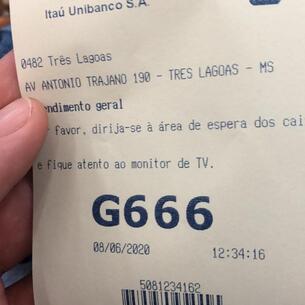 Itaú Unibanco S.A.
0482 Três Lagoas
AV ANTONIO TRAJANO 190 - TRES LAGOAS - MS
endimento geral
favor, dirija-se à área de espera dos cai
e fique atento ao monitor de TV.
G666
08/06/2020 12:34:16
5081234162